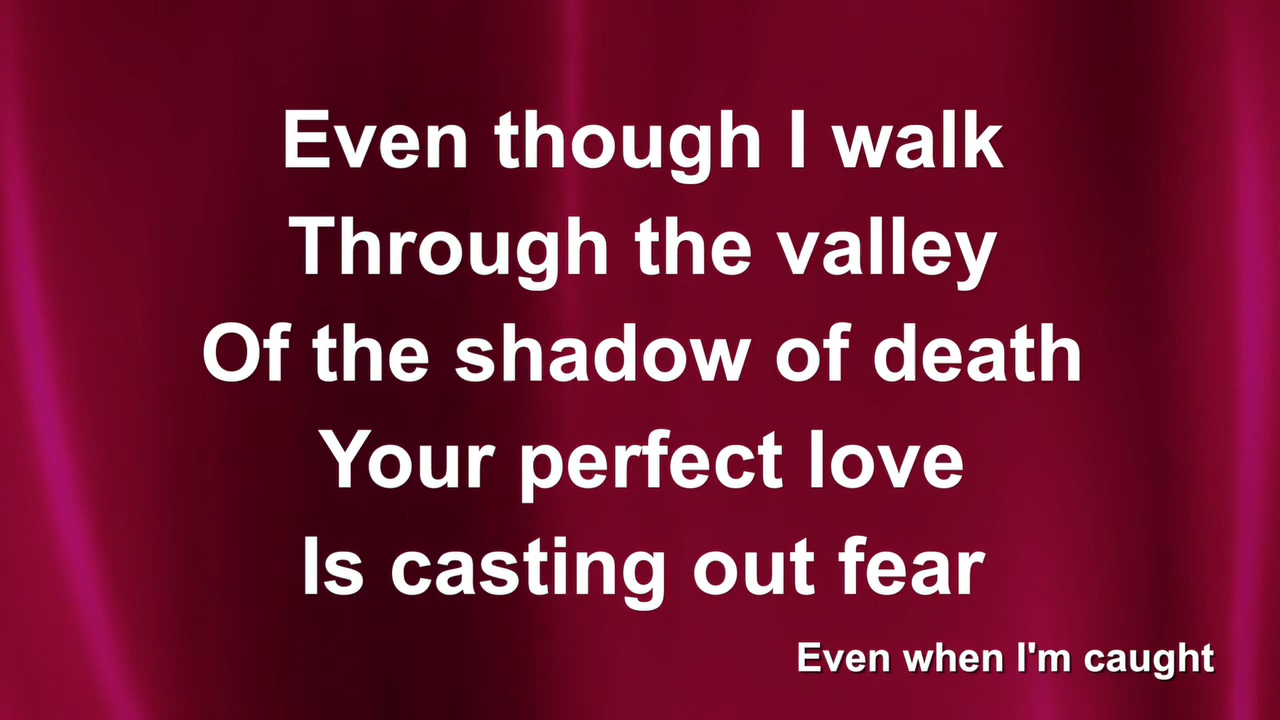 Even though I walk
Through the valley
Of the shadow of death
Your perfect love
Is casting out fear
Even when I'm caught